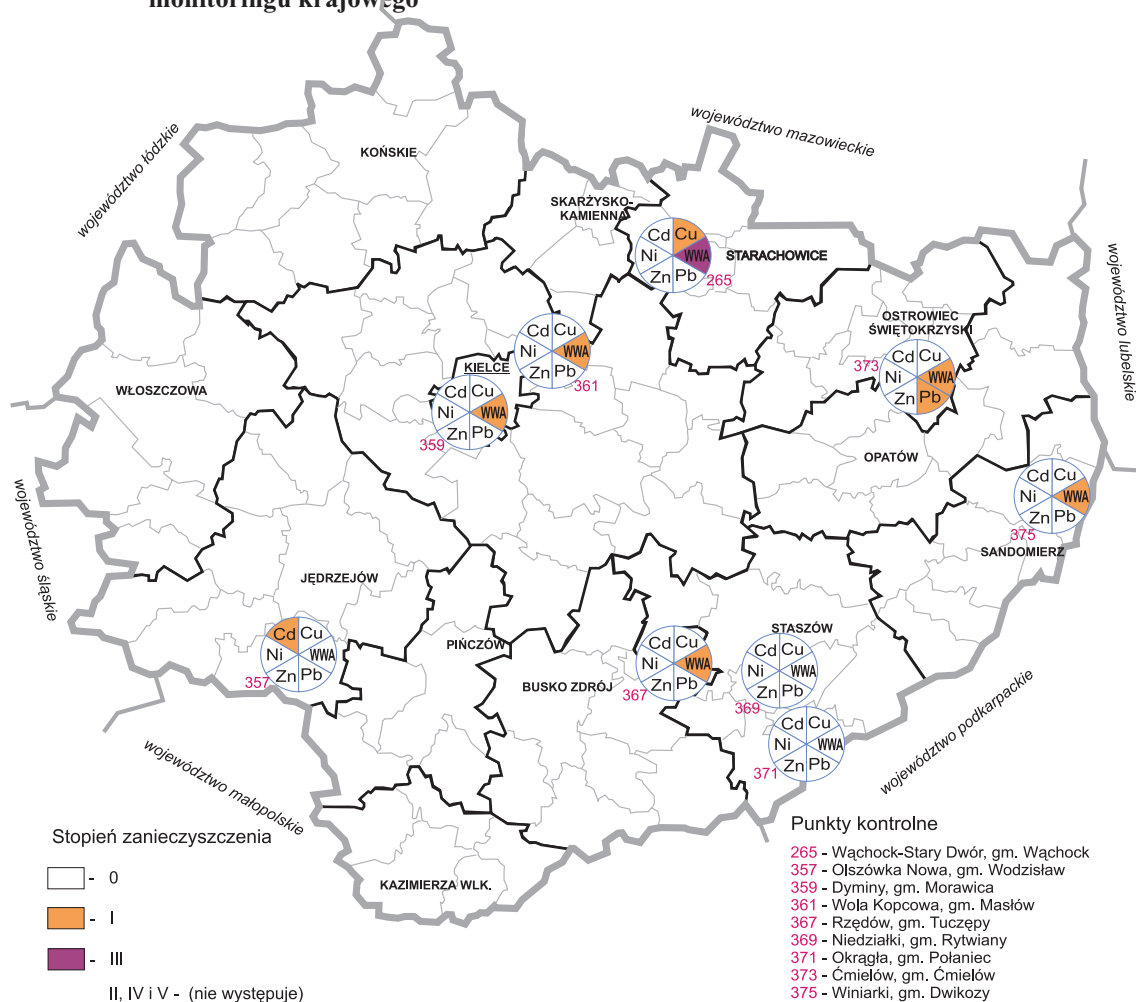 monitoringu krajowego
województwo łódzkie
województwo mazowieckie
województwo lubelskie
województwo śląskie
województwo małopolskie
województwo podkarpackie
KOŃSKIE
SKARŻYSKO-
KAMIENNA
STARACHOWICE
Cd Cu
Ni WWA
Zn Pb
265
OSTROWIEC
ŚWIĘTOKRZYSKI
373
Cd Cu
Ni WWA
Zn Pb
Cd Cu
Ni WWA
Zn Pb
361
KIELCE
Cd Cu
Ni WWA
Zn Pb
359
WŁOSZCZOWA
OPATÓW
Cd Cu
Ni WWA
Zn Pb
375
SANDOMIERZ
JĘDRZEJÓW
Cd Cu
Ni WWA
Zn Pb
357
PIŃCZÓW
BUSKO ZDRÓJ
Cd Cu
Ni WWA
Zn Pb
367
STASZÓW
Cd Cu
Ni WWA
Zn Pb
369
Cd Cu
Ni WWA
Zn Pb
371
KAZIMIERZA WLK.
Stopień zanieczyszczenia
- 0
- I
- III
II, IV i V - (nie występuje)
Punkty kontrolne
265 - Wąchock-Stary Dwór, gm. Wąchock
357 - Olszówka Nowa, gm. Wodzisław
359 - Dyminy, gm. Morawica
361 - Wola Kopcowa, gm. Masłów
367 - Rzędów, gm. Tuczępy
369 - Niedziałki, gm. Rytwiany
371 - Okrągła, gm. Połaniec
373 - Ćmielów, gm. Ćmielów
375 - Winiarki, gm. Dwikozy